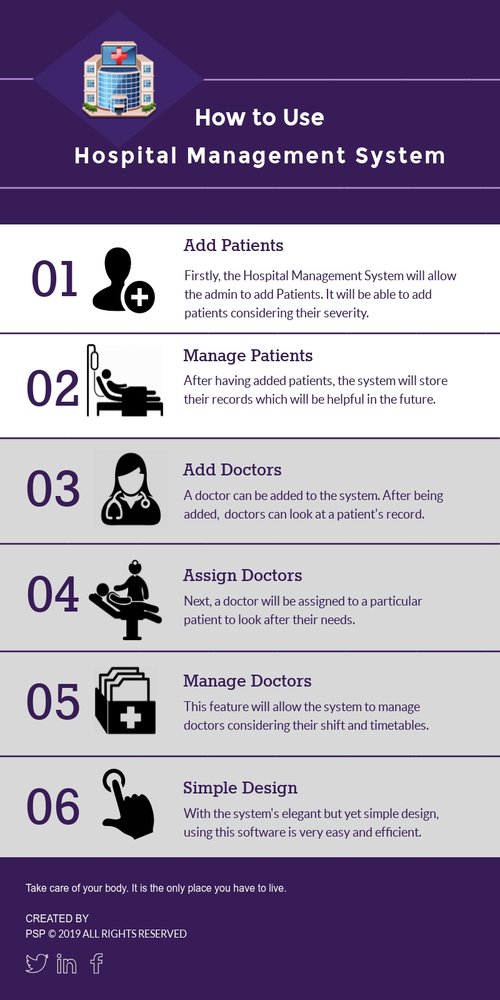 How to Use
Hospital Management System
01
Add Patients
Firstly, the Hospital Management System will allow
the admin to add Patients. It will be able to add
patients considering their severity.
02
Manage Patients
After having added patients, the system will store
their records which will be helpful in the future.
03
Add Doctors
A doctor can be added to the system. After being
added, doctors can look at a patient's record.
04
Assign Doctors
Next, a doctor will be assigned to a particular
patient to look after their needs.
05
Manage Doctors
This feature will allow the system to manage
doctors considering their shift and timetables.
06
Simple Design
With the system's elegant but yet simple design,
using this software is very easy and efficient.
Take care of your body. It is the only place you have to live.
CREATED BY
PSP © 2019 ALL RIGHTS RESERVED